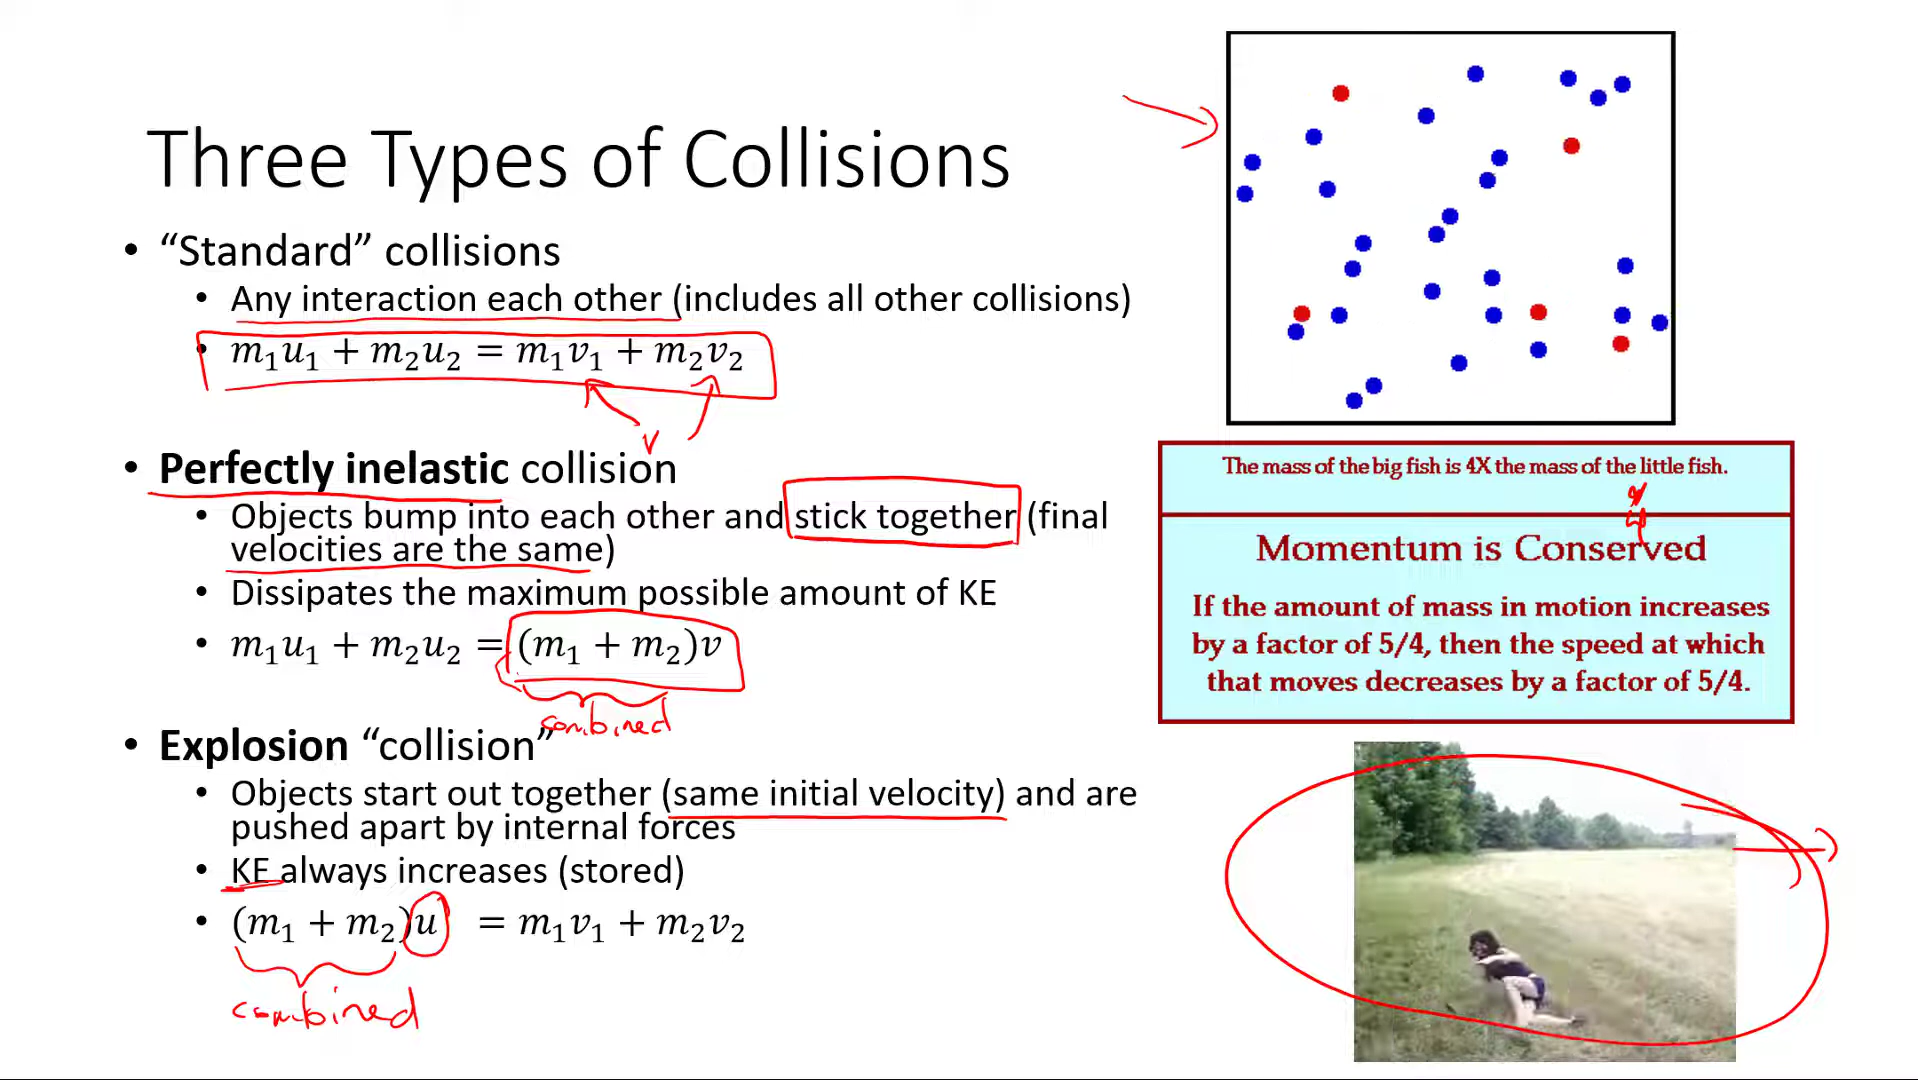 Three Types of Collisions
• “Standard” collisions
• Any interaction each other (includes all other collisions)
• m₁u₁ + m₂u₂ = m₁v₁ + m₂v₂
v
• Perfectly inelastic collision
• Objects bump into each other and stick together (final
velocities are the same)
• Dissipates the maximum possible amount of KE
• m₁u₁ + m₂u₂ = (m₁ + m₂)v
combined
• Explosion “collision”
• Objects start out together (same initial velocity) and are
pushed apart by internal forces
• KE always increases (stored)
• (m₁ + m₂)u = m₁v₁ + m₂v₂
combined
The mass of the big fish is 4X the mass of the little fish.
Momentum is Conserved
If the amount of mass in motion increases
by a factor of 5/4, then the speed at which
that moves decreases by a factor of 5/4.